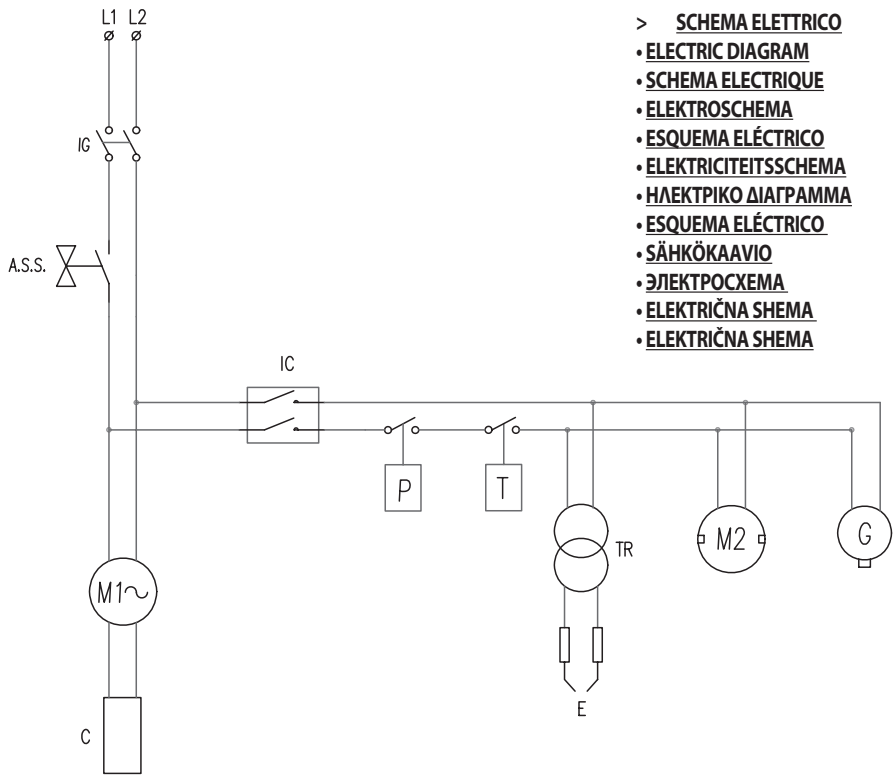 L1 L2
> SCHEMA ELETTRICO
• ELECTRIC DIAGRAM
• SCHEMA ELECTRIQUE
• ELEKTROSCHEMA
• ESQUEMA ELÉCTRICO
• ELEKTRICITEITSSCHEMA
• ΗΛΕΚΤΡΙΚΟ ΔΙΑΓΡΑΜΜΑ
• ESQUEMA ELÉCTRICO
• SÄHKÖKAAVIO
• ЭЛЕКТРОСХЕМА
• ELEKTRIČNA SHEMA
• ELEKTRIČNA SHEMA
IG
A.S.S.
IC
P
T
TR
M2
G
M1~
E
C